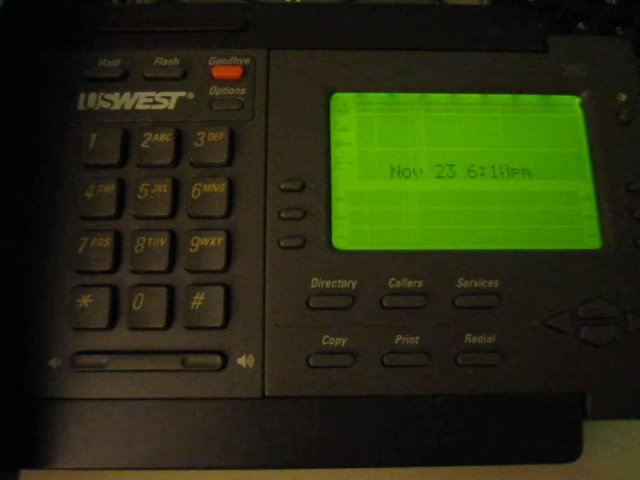 Hold Flash Goodbye
USWEST®
Options
1 2ABC 3DEF
4GHI 5JKL 6MNO
7PRS 8TUV 9WXY
* 0 #
Nov 23 6:10pm
Directory Callers Services
Copy Print Redial